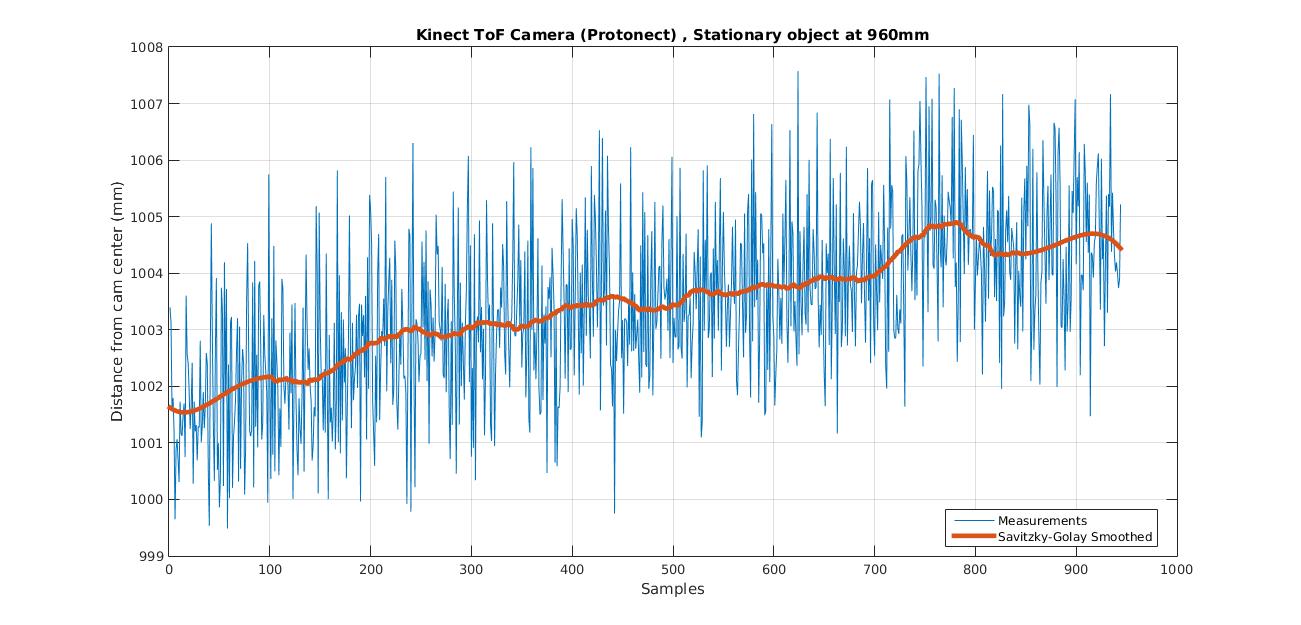 Kinect ToF Camera (Protonect) , Stationary object at 960mm
1008
1007
1006
1005
1004
1003
1002
1001
1000
999
Distance from cam center (mm)
0 100 200 300 400 500 600 700 800 900 1000
Samples
Measurements
Savitzky-Golay Smoothed